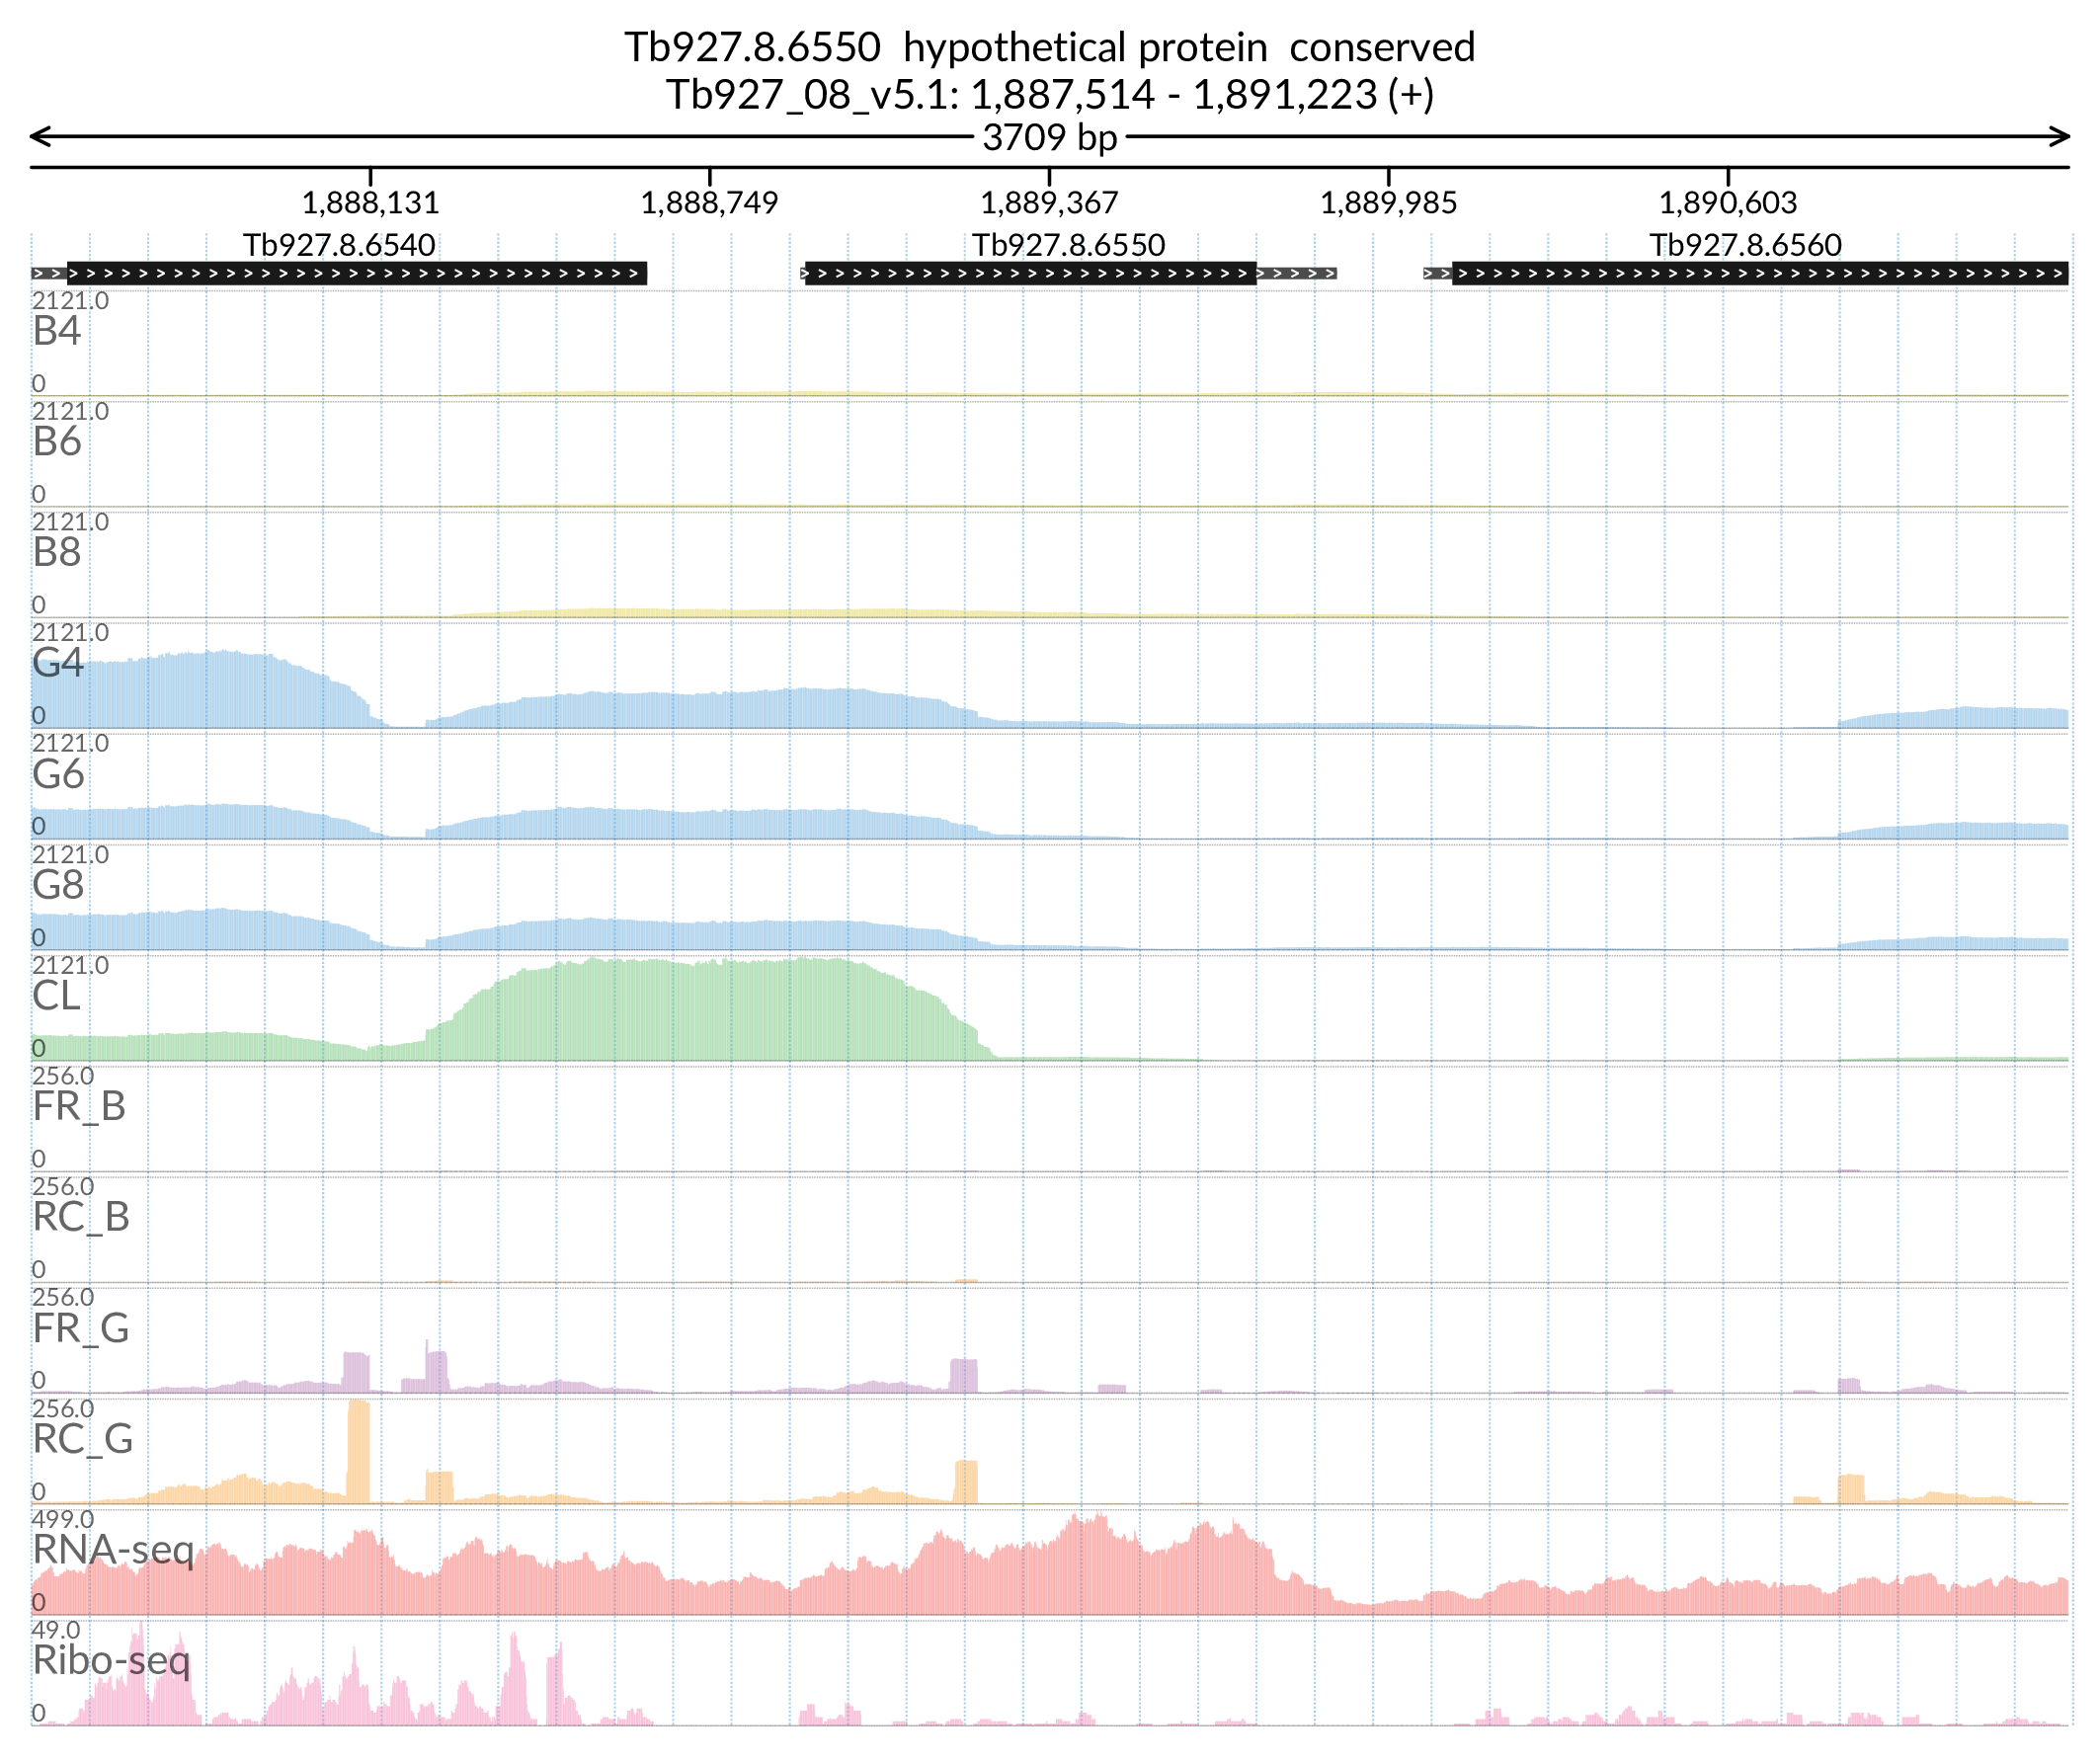 Tb927.8.6550 hypothetical protein conserved
Tb927_08_v5.1: 1,887,514 - 1,891,223 (+)
3709 bp
1,888,131 1,888,749 1,889,367 1,889,985 1,890,603
Tb927.8.6540 Tb927.8.6550 Tb927.8.6560
2121.0
B4
0
2121.0
B6
0
2121.0
B8
0
2121.0
G4
0
2121.0
G6
0
2121.0
G8
0
2121.0
CL
0
256.0
FR_B
0
256.0
RC_B
0
256.0
FR_G
0
256.0
RC_G
0
499.0
RNA-seq
0
49.0
Ribo-seq
0